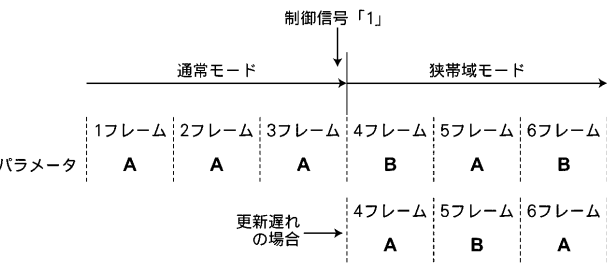 制御信号「1」
通常モード
狭帯域モード
1フレーム 2フレーム 3フレーム 4フレーム 5フレーム 6フレーム
パラメータ A A A B A B
4フレーム 5フレーム 6フレーム
更新遅れ
の場合
A B A